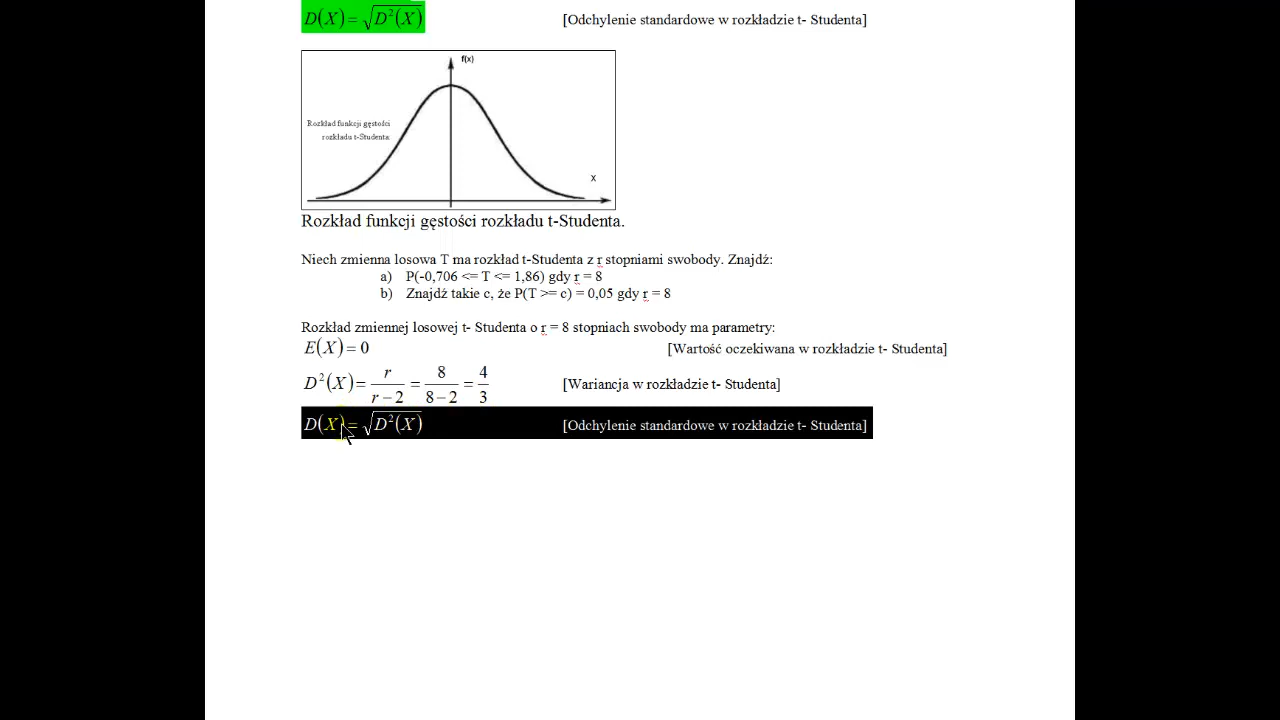 D(X) = √D²(X) [Odchylenie standardowe w rozkładzie t- Studenta]
f(x)
Rozkład funkcji gęstości
rozkładu t-Studenta
x
Rozkład funkcji gęstości rozkładu t-Studenta.
Niech zmienna losowa T ma rozkład t-Studenta z r stopniami swobody. Znajdź:
a) P(-0,706 <= T <= 1,86) gdy r = 8
b) Znajdź takie c, że P(T >= c) = 0,05 gdy r = 8
Rozkład zmiennej losowej t- Studenta o r = 8 stopniach swobody ma parametry:
E(X) = 0 [Wartość oczekiwana w rozkładzie t- Studenta]
D²(X) = r/(r − 2) = 8/(8 − 2) = 4/3 [Wariancja w rozkładzie t- Studenta]
D(X) = √D²(X) [Odchylenie standardowe w rozkładzie t- Studenta]